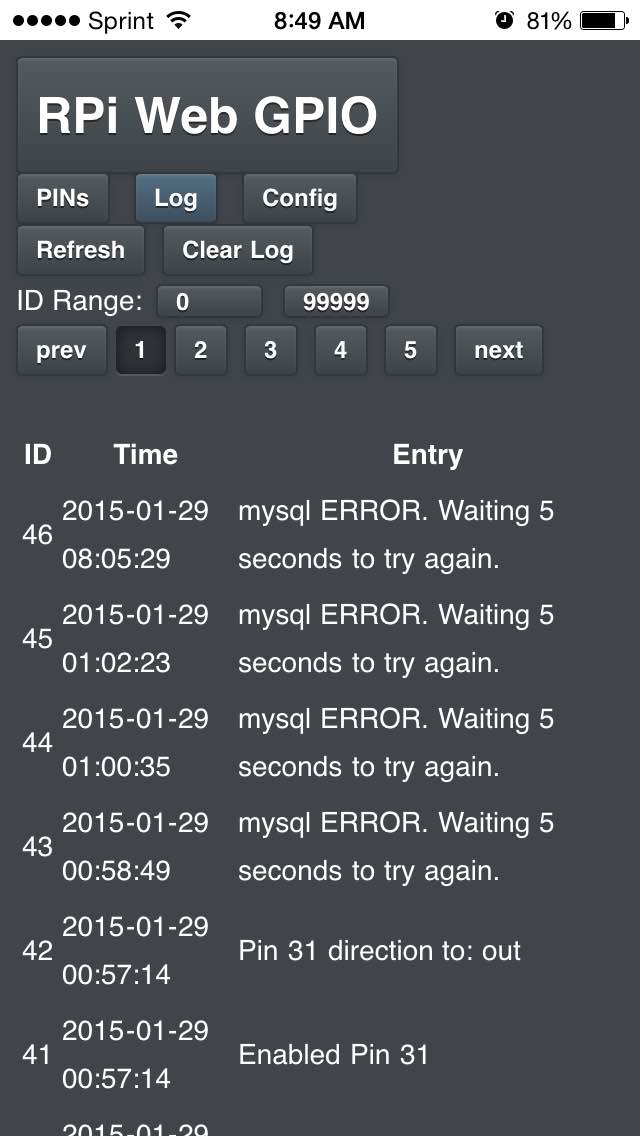 Sprint 8:49 AM 81%
RPi Web GPIO
PINs Log Config
Refresh Clear Log
ID Range: 0 99999
prev 1 2 3 4 5 next
ID Time Entry
46 2015-01-29 08:05:29 mysql ERROR. Waiting 5 seconds to try again.
45 2015-01-29 01:02:23 mysql ERROR. Waiting 5 seconds to try again.
44 2015-01-29 01:00:35 mysql ERROR. Waiting 5 seconds to try again.
43 2015-01-29 00:58:49 mysql ERROR. Waiting 5 seconds to try again.
42 2015-01-29 00:57:14 Pin 31 direction to: out
41 2015-01-29 00:57:14 Enabled Pin 31
2015-01-29